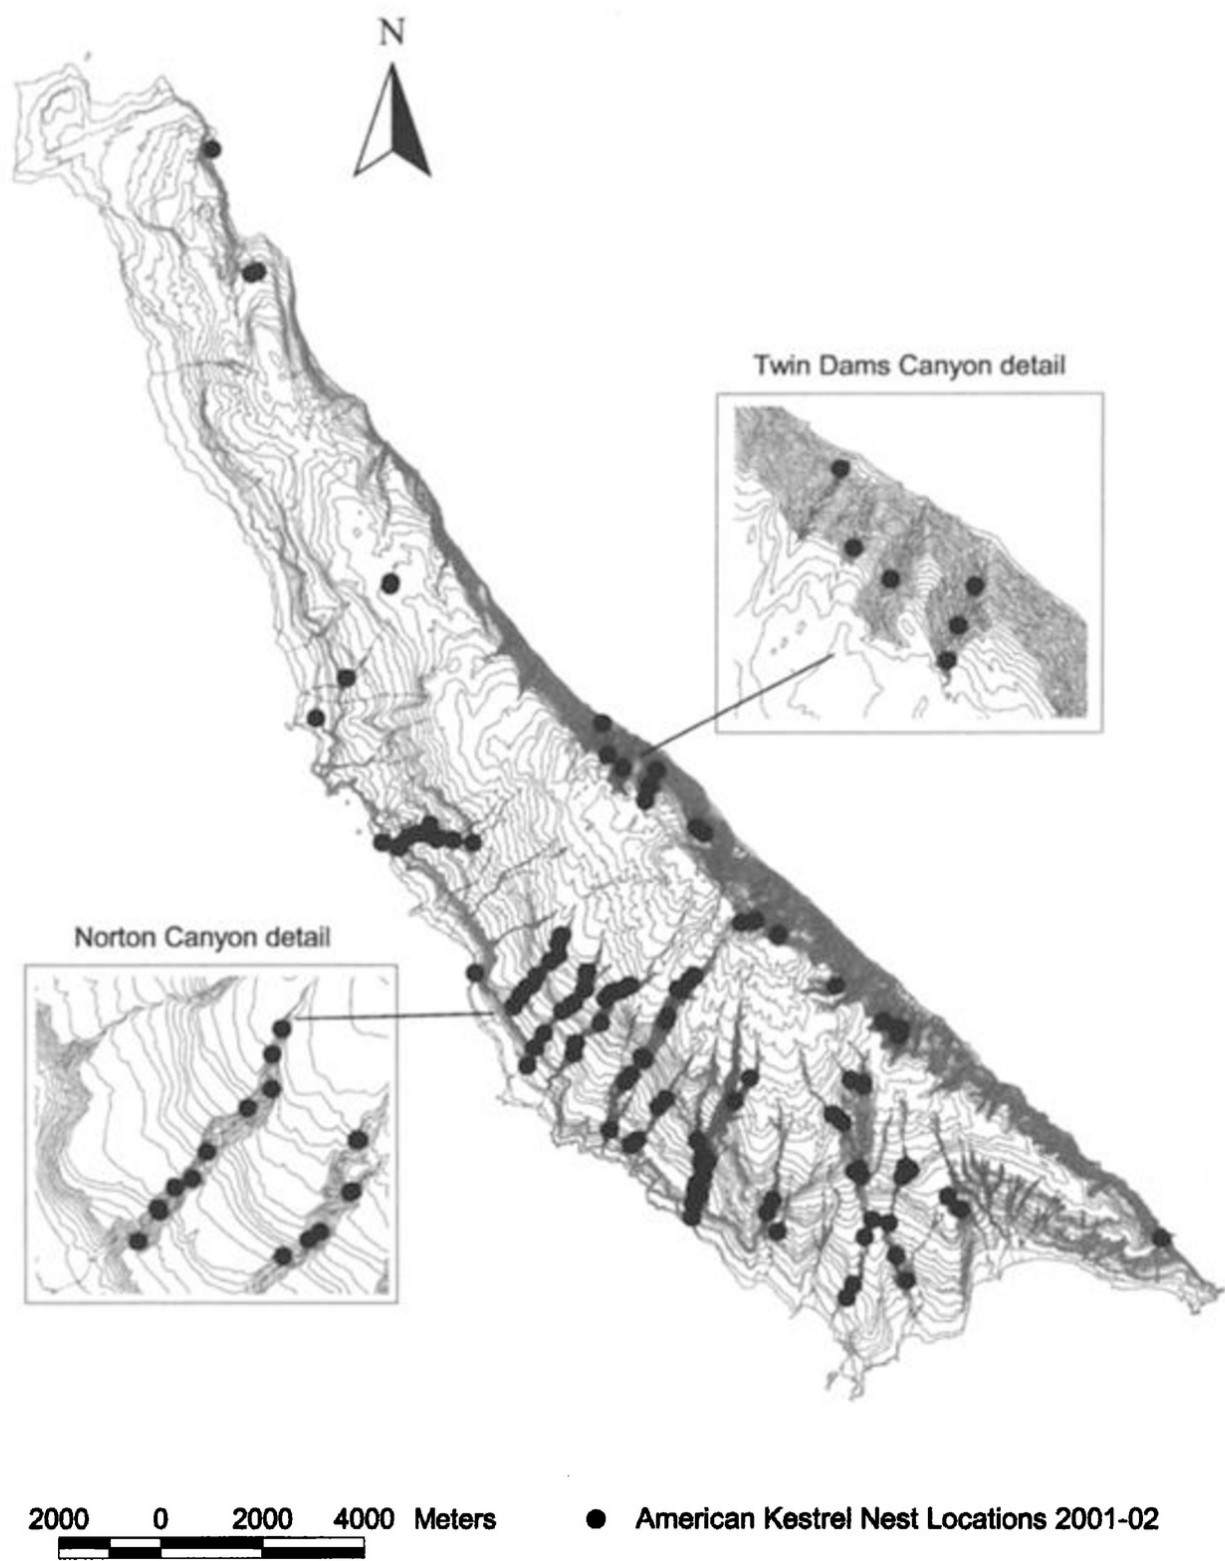 N
Twin Dams Canyon detail
Norton Canyon detail
2000 0 2000 4000 Meters
American Kestrel Nest Locations 2001-02